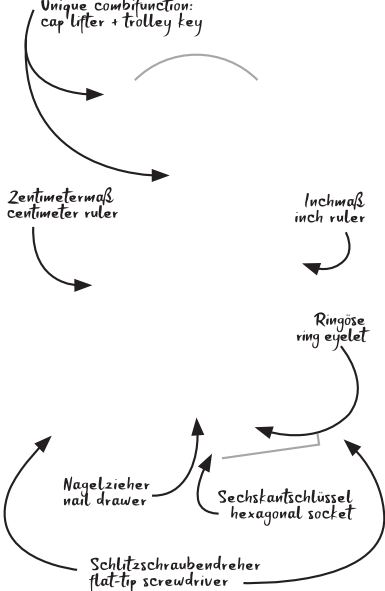 Unique combifunction:
cap lifter + trolley key
Zentimetermaß
centimeter ruler
Inchmaß
inch ruler
Ringöse
ring eyelet
Nagelzieher
nail drawer
Sechskantschlüssel
hexagonal socket
Schlitzschraubendreher
flat-tip screwdriver